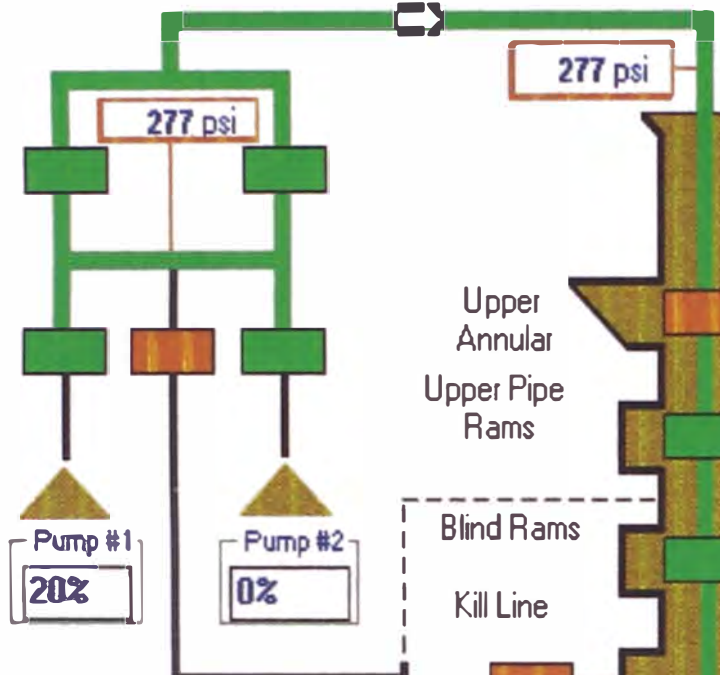 277 psi
277 psi
Upper
Annular
Upper Pipe
Rams
Pump #1
20%
Pump #2
0%
Blind Rams
Kill Line